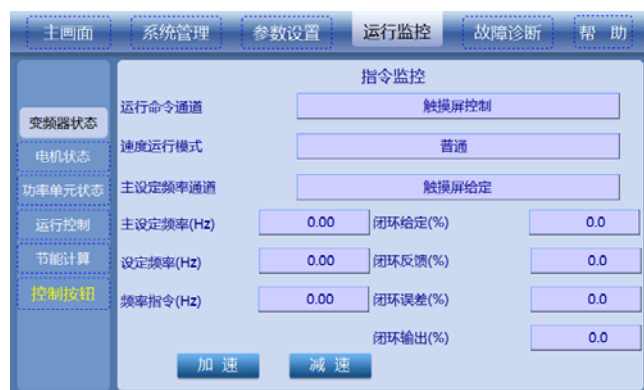 主画面 系统管理 参数设置 运行监控 故障诊断 帮 助
指令监控
变频器状态
电机状态
功率单元状态
运行控制
节能计算
控制按钮
运行命令通道 触摸屏控制
速度运行模式 普通
主设定频率通道 触摸屏给定
主设定频率(Hz) 0.00 闭环给定(%) 0.0
设定频率(Hz) 0.00 闭环反馈(%) 0.0
频率指令(Hz) 0.00 闭环误差(%) 0.0
闭环输出(%) 0.0
加 速 减 速